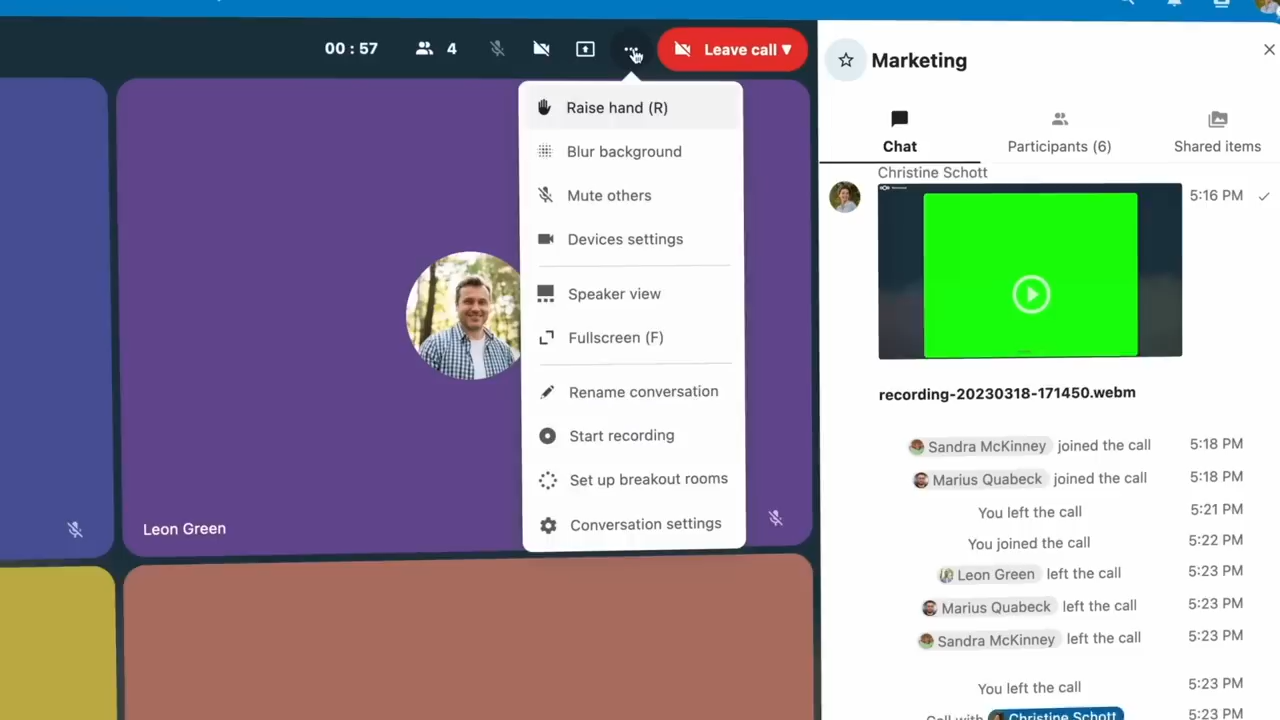 00 : 57
4
Leave call
Raise hand (R)
Blur background
Mute others
Devices settings
Speaker view
Fullscreen (F)
Rename conversation
Start recording
Set up breakout rooms
Conversation settings
Leon Green
Marketing
Chat
Participants (6)
Shared items
Christine Schott
5:16 PM
recording-20230318-171450.webm
Sandra McKinney joined the call 5:18 PM
Marius Quabeck joined the call 5:18 PM
You left the call 5:21 PM
You joined the call 5:22 PM
Leon Green left the call 5:23 PM
Marius Quabeck left the call 5:23 PM
Sandra McKinney left the call 5:23 PM
You left the call 5:23 PM
Call with Christine Schott 5:23 PM